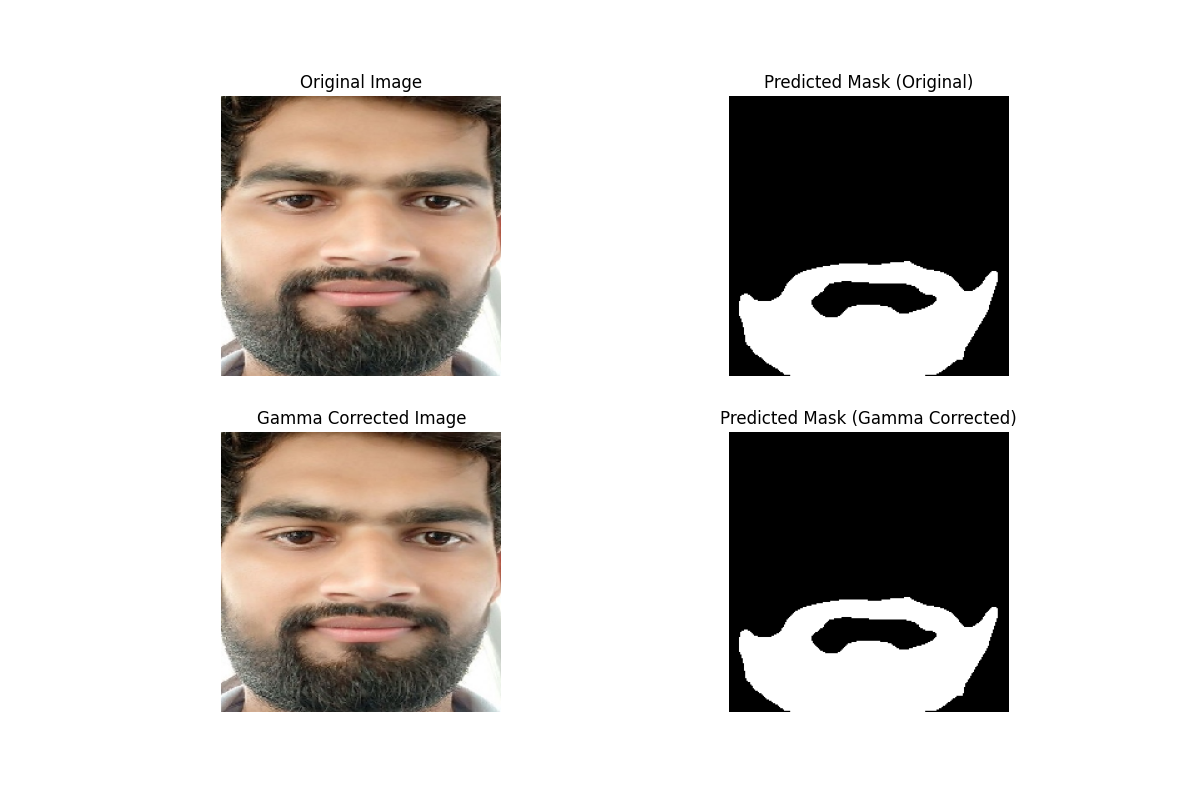 Original Image
Predicted Mask (Original)
Gamma Corrected Image
Predicted Mask (Gamma Corrected)